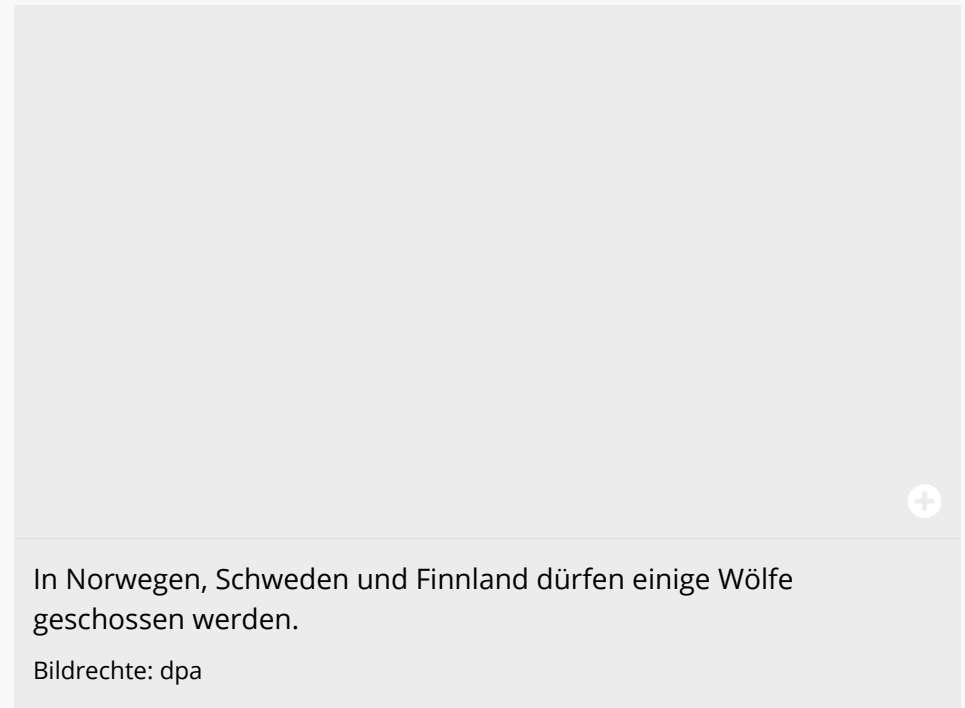 In Norwegen, Schweden und Finnland dürfen einige Wölfe
geschossen werden.
Bildrechte: dpa